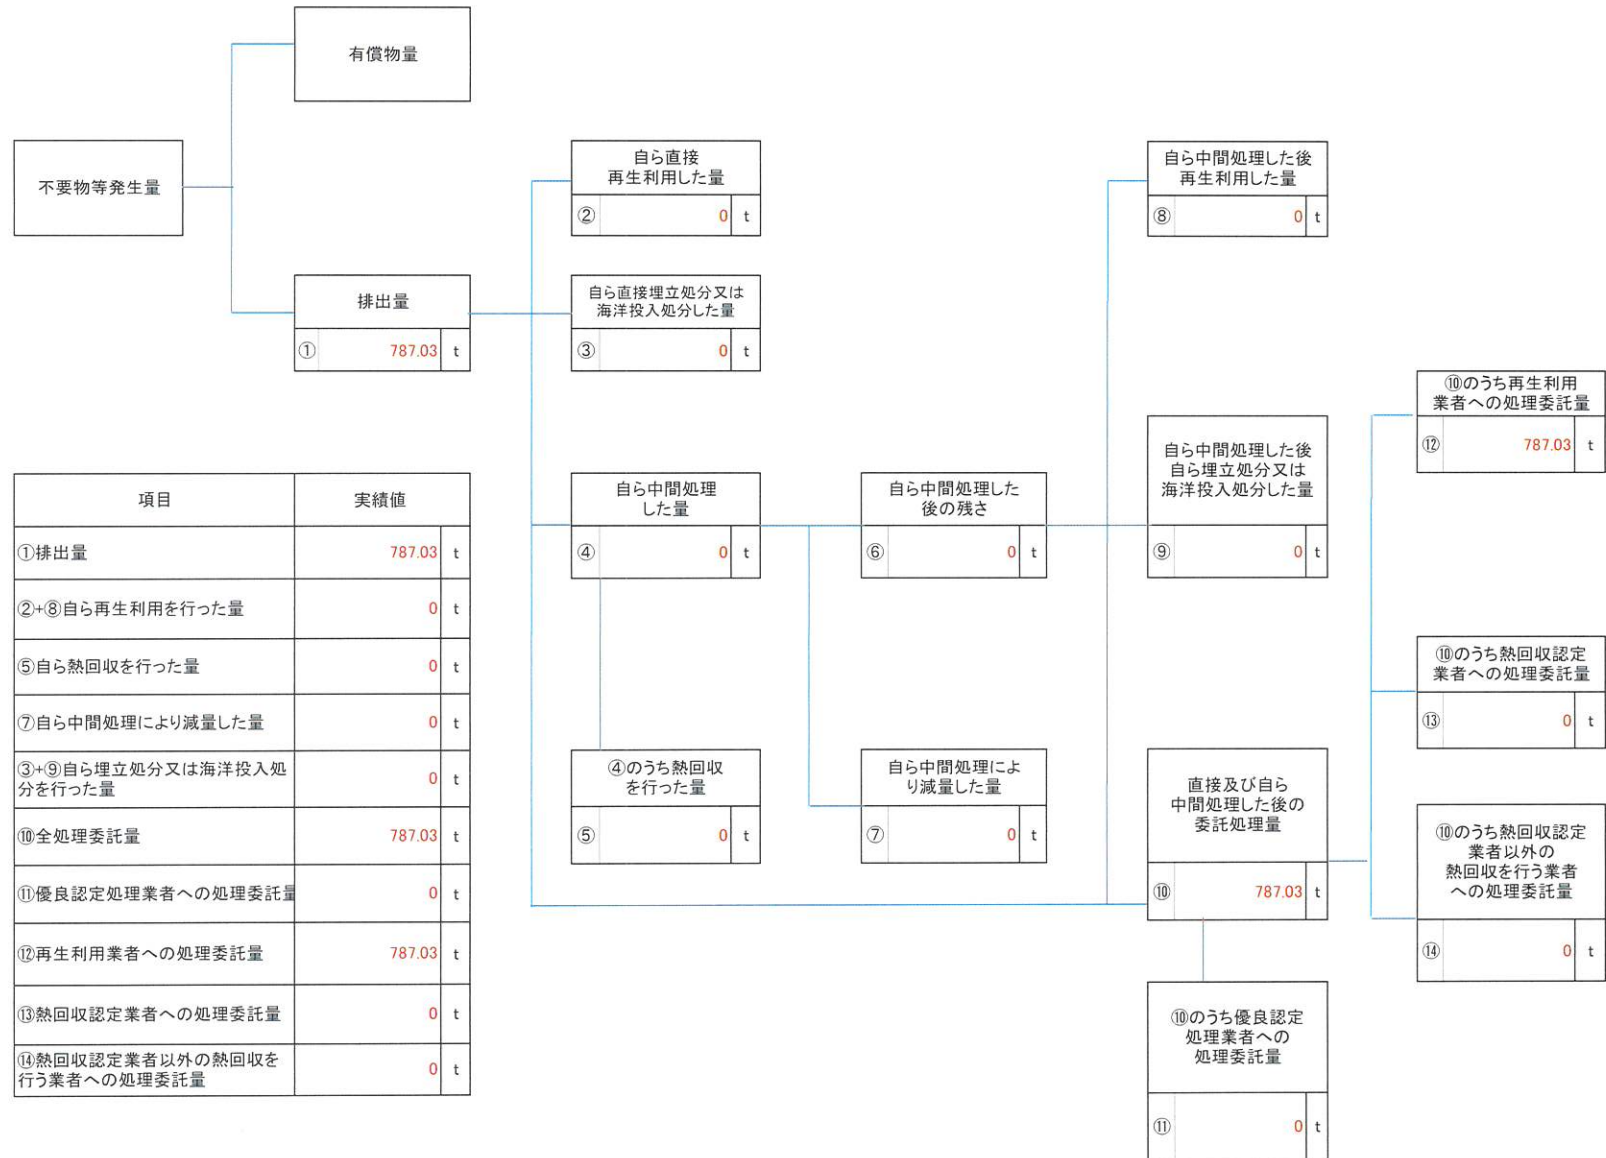 有償物量
不要物等発生量
排出量
① 787.03 t
自ら直接
再生利用した量
② 0 t
自ら直接埋立処分又は
海洋投入処分した量
③ 0 t
自ら中間処理
した量
④ 0 t
④のうち熱回収
を行った量
⑤ 0 t
自ら中間処理した
後の残さ
⑥ 0 t
自ら中間処理によ
り減量した量
⑦ 0 t
自ら中間処理した後
再生利用した量
⑧ 0 t
自ら中間処理した後
自ら埋立処分又は
海洋投入処分した量
⑨ 0 t
直接及び自ら
中間処理した後の
委託処理量
⑩ 787.03 t
⑩のうち優良認定
処理業者への
処理委託量
⑪ 0 t
⑩のうち再生利用
業者への処理委託量
⑫ 787.03 t
⑩のうち熱回収認定
業者への処理委託量
⑬ 0 t
⑩のうち熱回収認定
業者以外の
熱回収を行う業者
への処理委託量
⑭ 0 t
項目 実績値
①排出量 787.03 t
②+⑧自ら再生利用を行った量 0 t
⑤自ら熱回収を行った量 0 t
⑦自ら中間処理により減量した量 0 t
③+⑨自ら埋立処分又は海洋投入処
分を行った量 0 t
⑩全処理委託量 787.03 t
⑪優良認定処理業者への処理委託量 0 t
⑫再生利用業者への処理委託量 787.03 t
⑬熱回収認定業者への処理委託量 0 t
⑭熱回収認定業者以外の熱回収を
行う業者への処理委託量 0 t